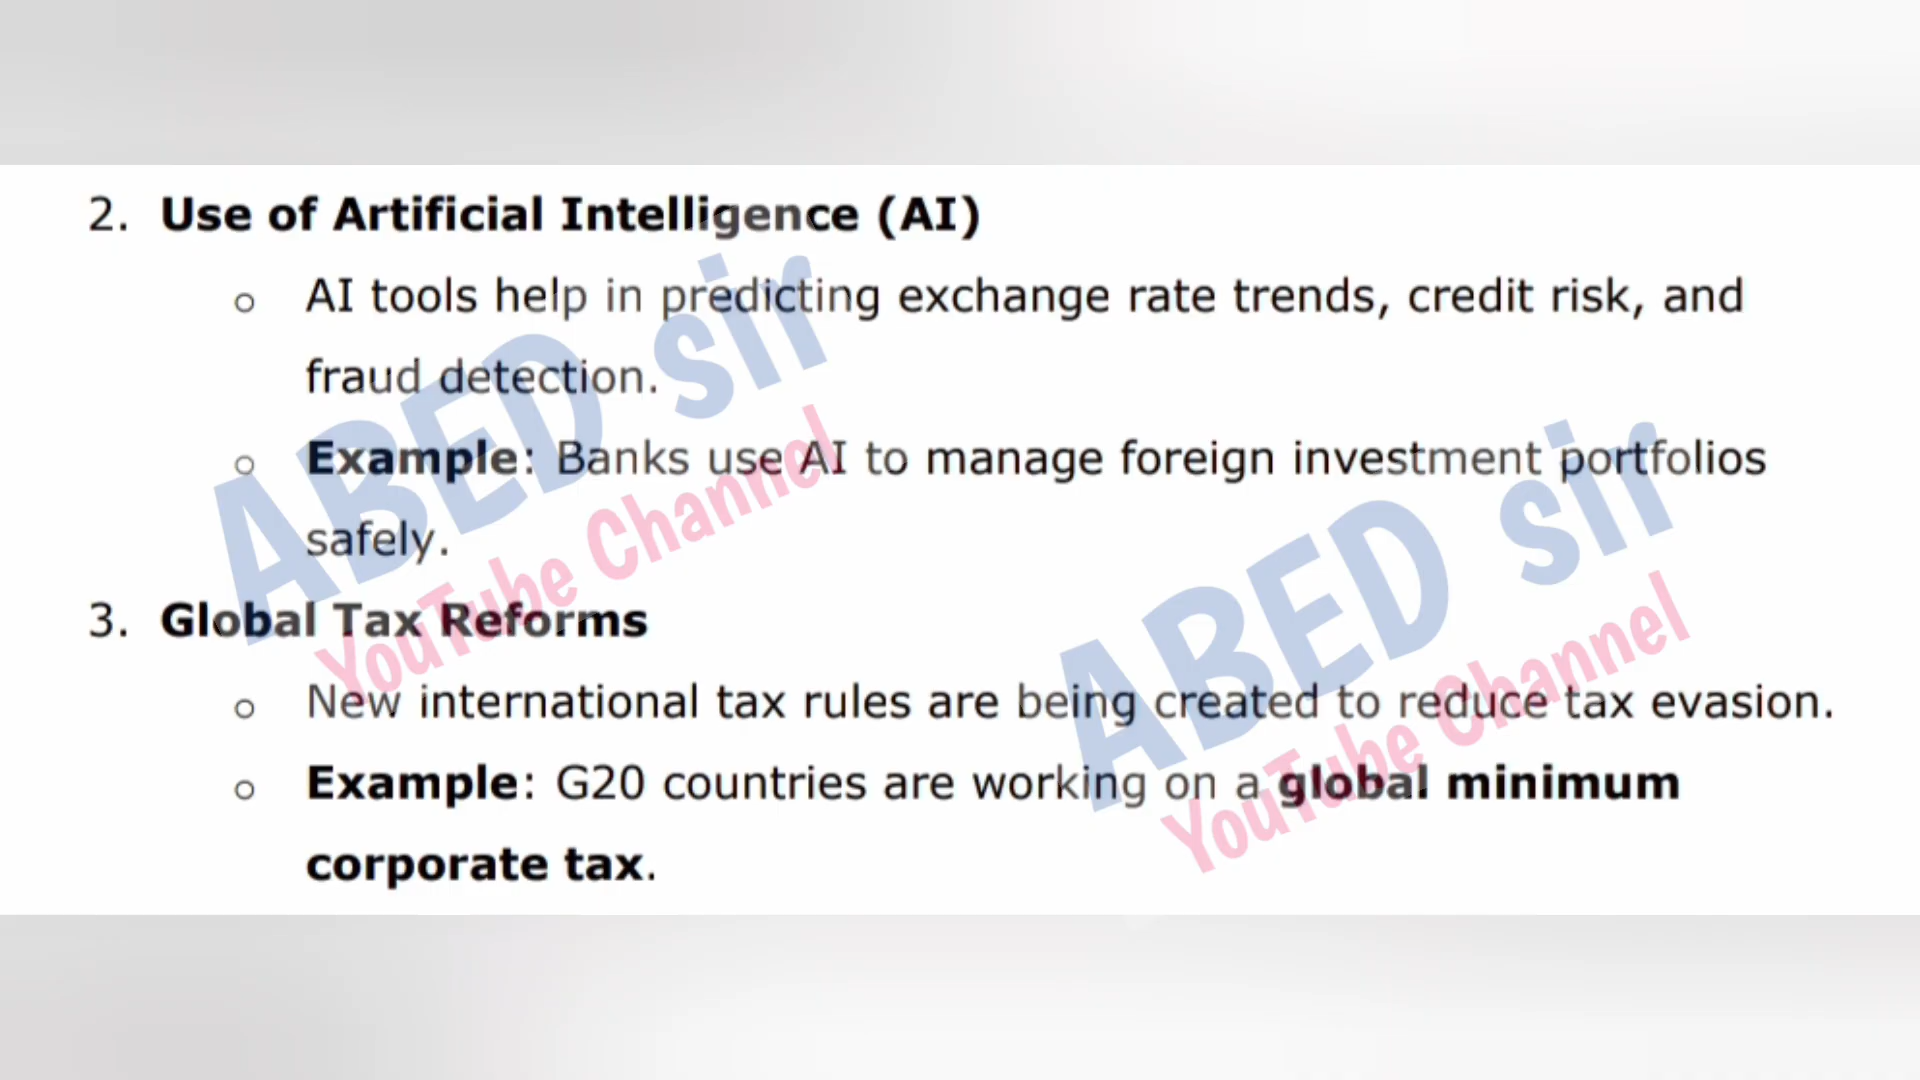 2. Use of Artificial Intelligence (AI)
o AI tools help in predicting exchange rate trends, credit risk, and
fraud detection.
o Example: Banks use AI to manage foreign investment portfolios
safely.
3. Global Tax Reforms
o New international tax rules are being created to reduce tax evasion.
o Example: G20 countries are working on a global minimum
corporate tax.
ABED sir
YouTube Channel
ABED sir
YouTube Channel